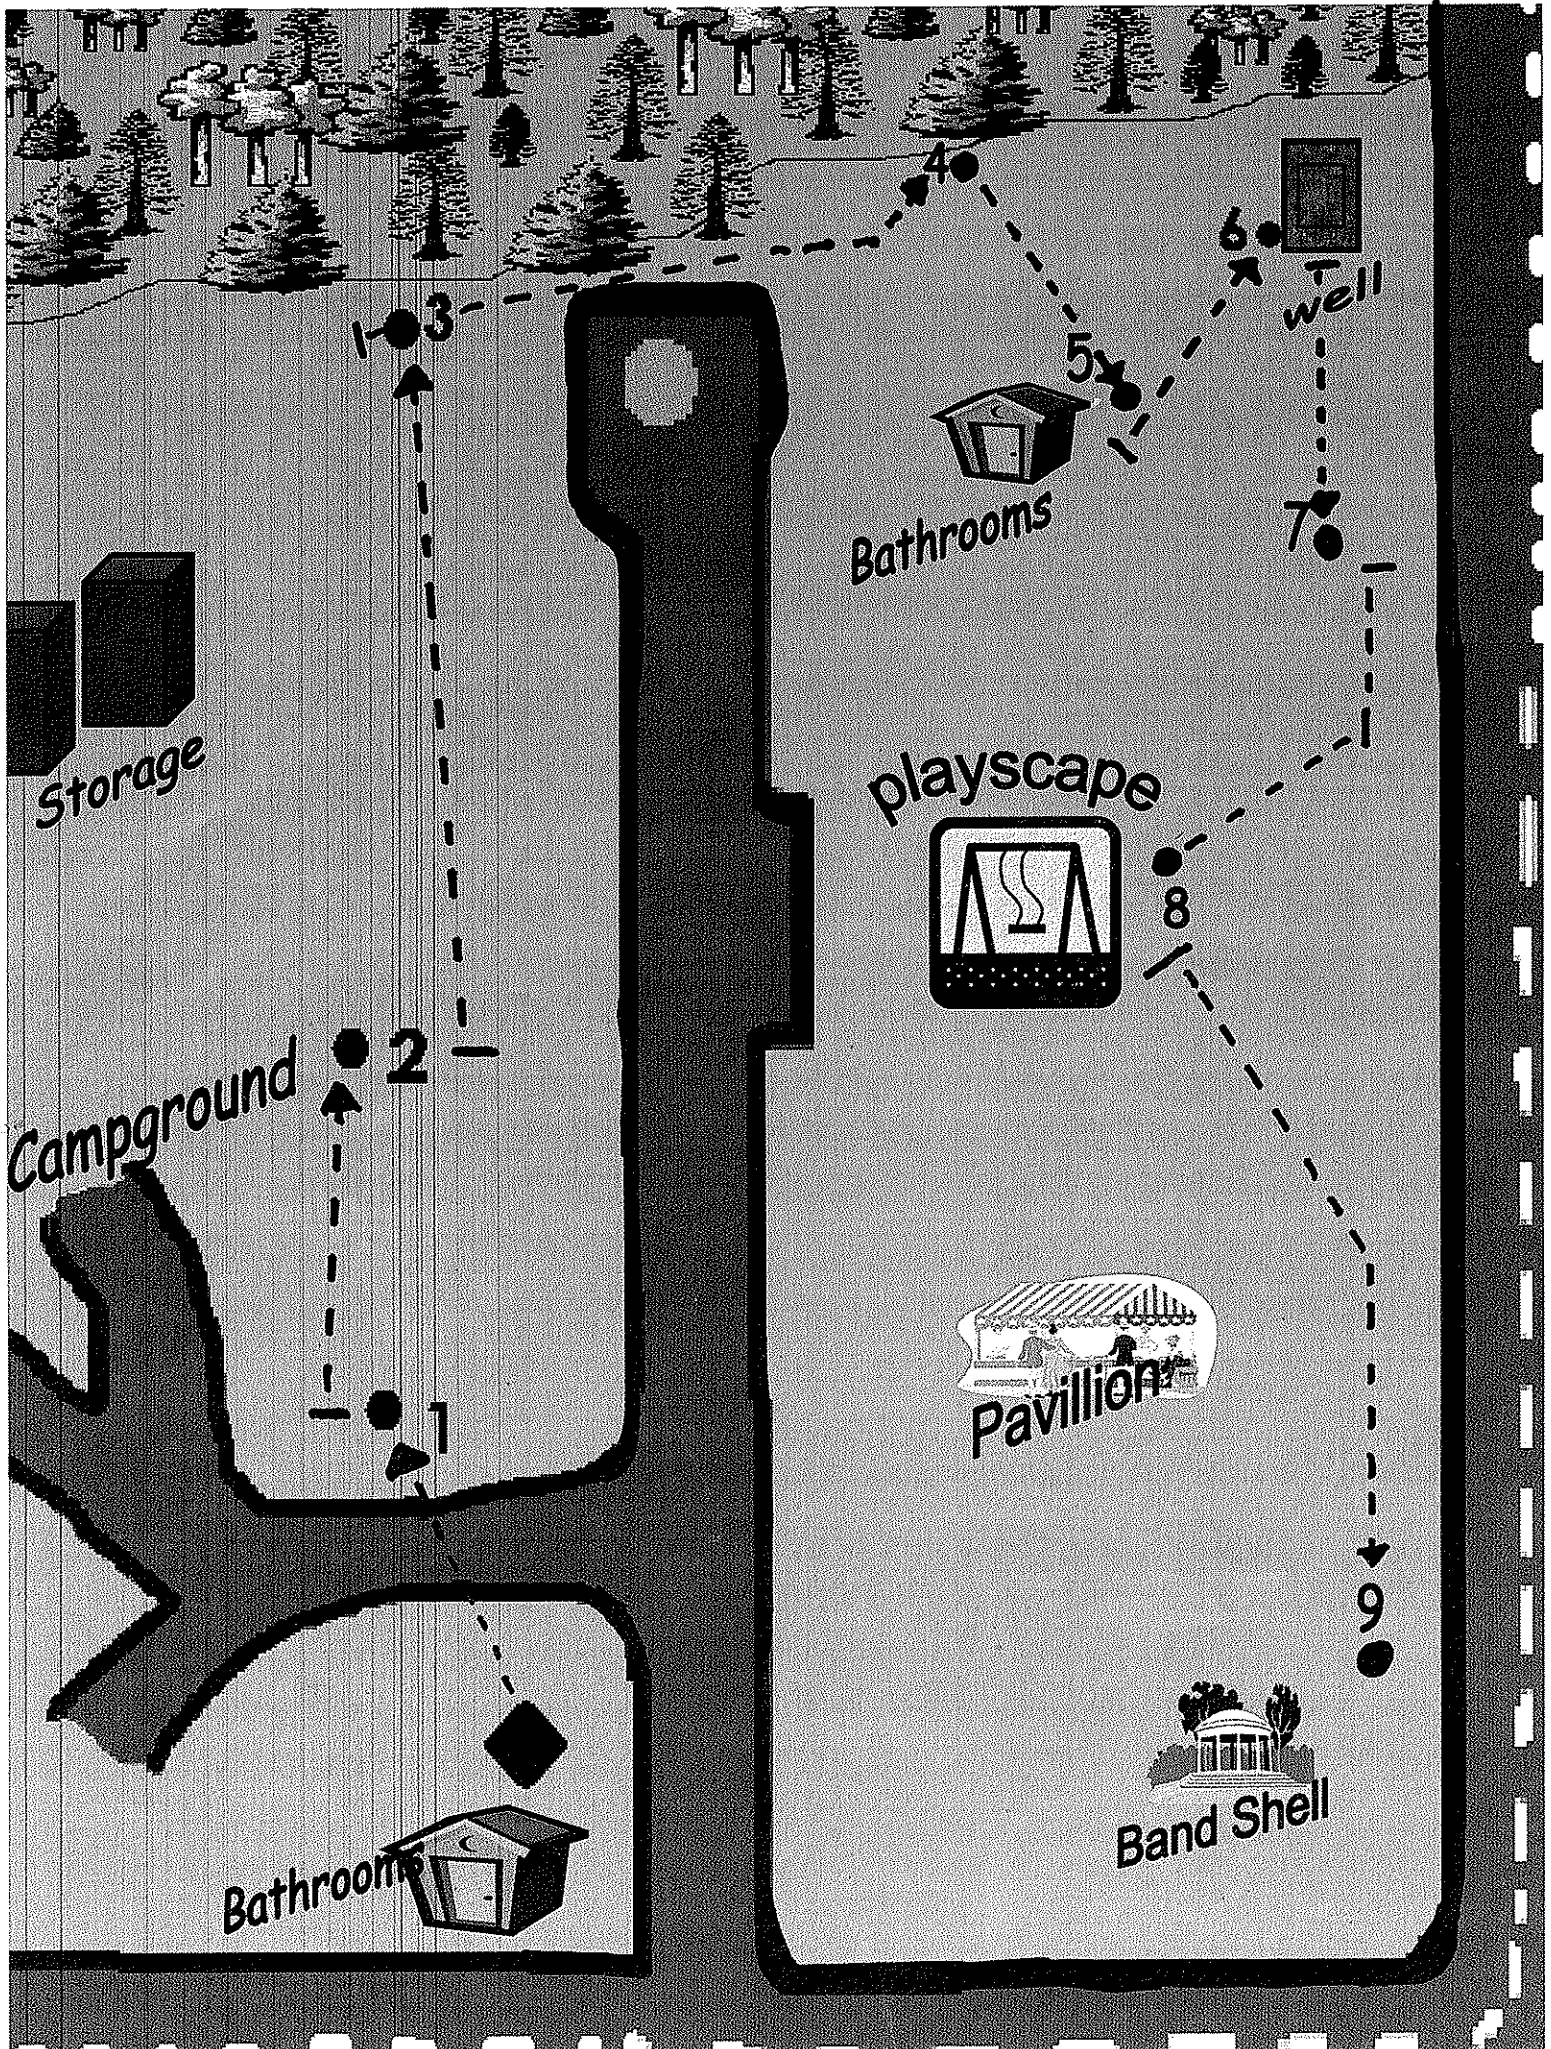 4
6
well
3
5
Bathrooms
7
Storage
playscape
8
2
Campground
Pavillion
1
9
Band Shell
Bathrooms